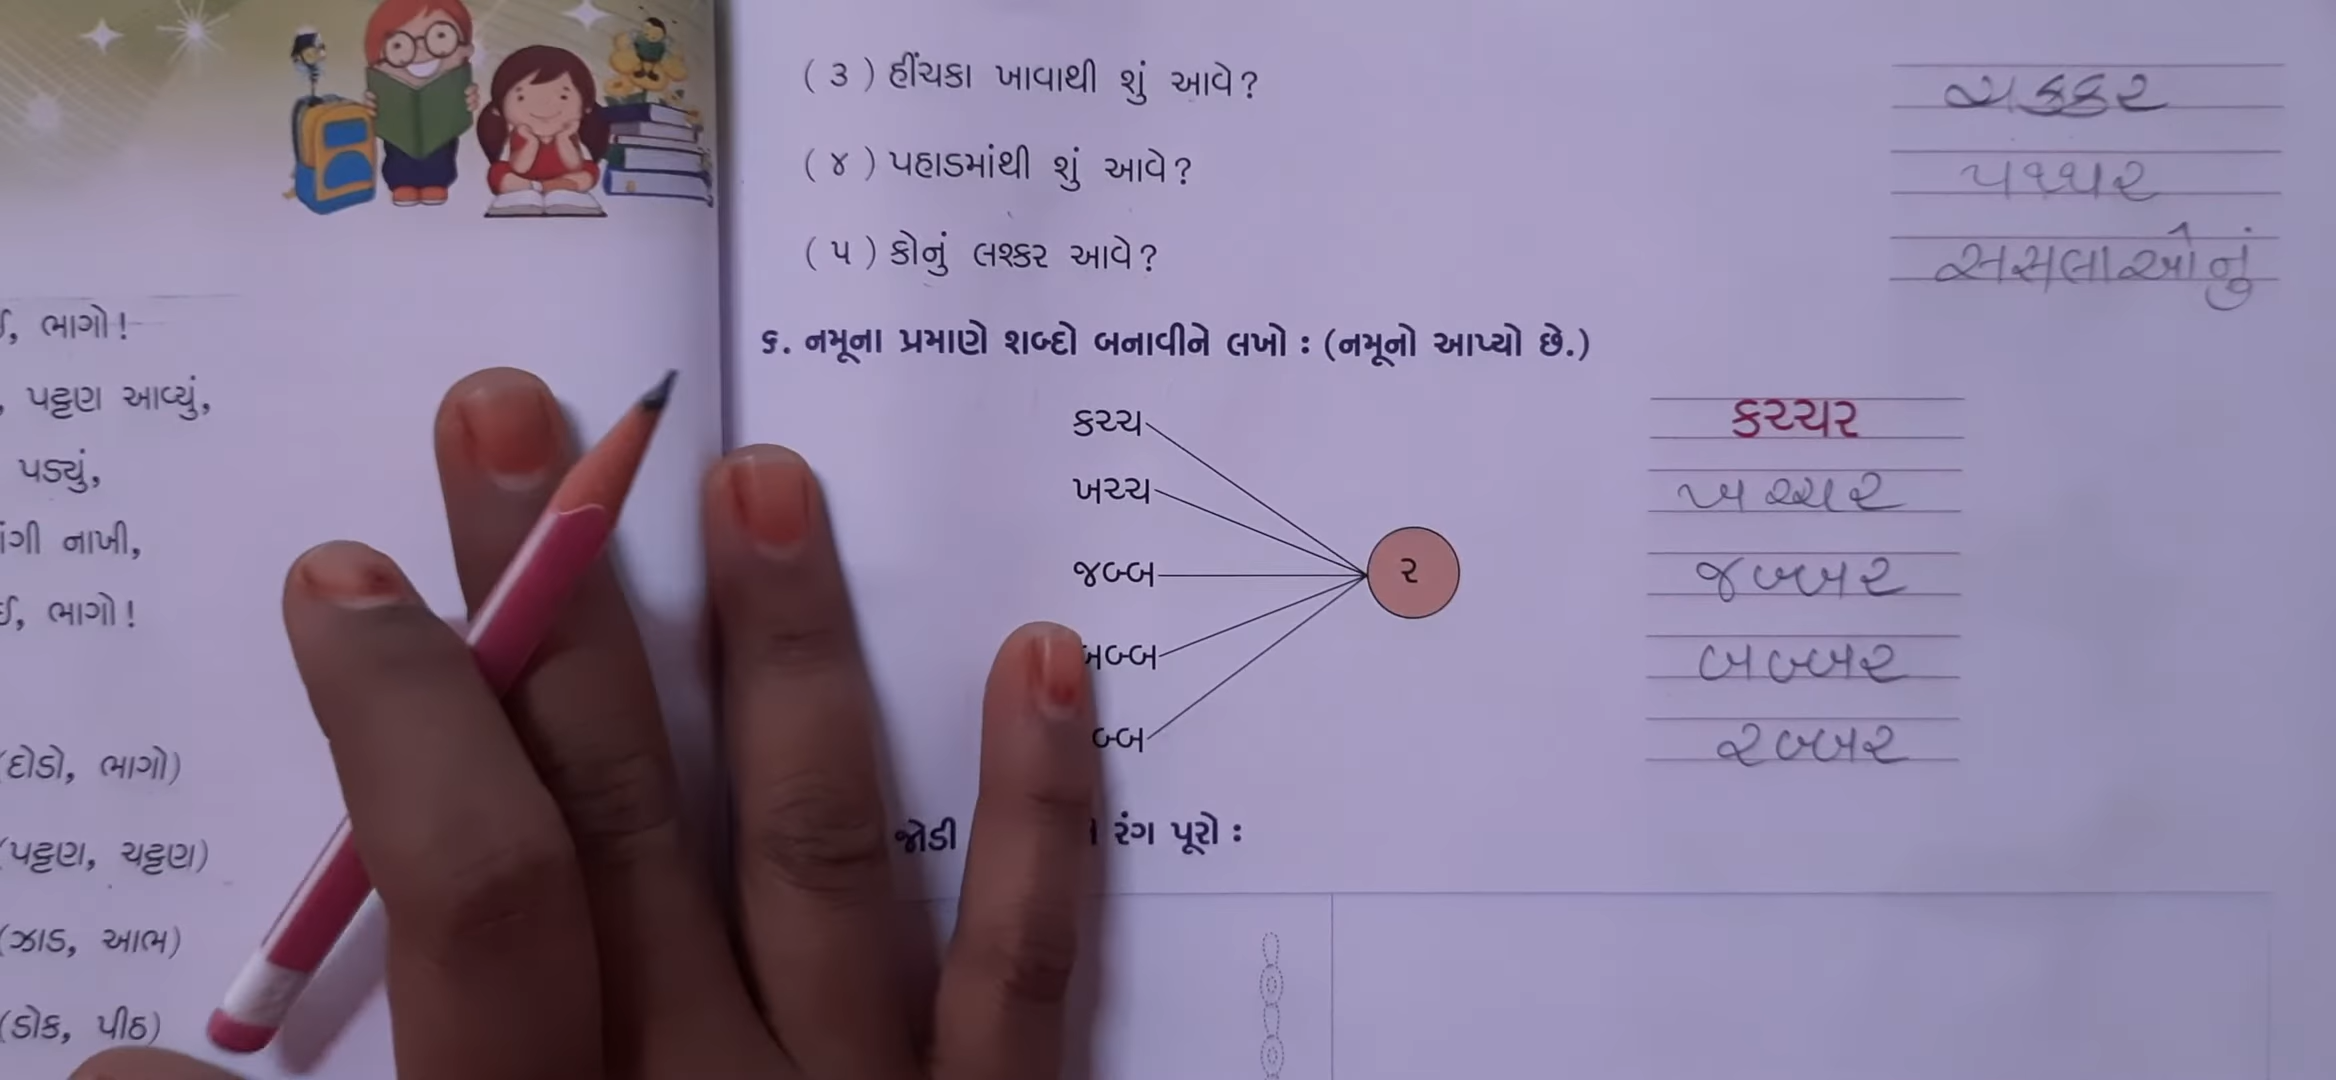 ભાગો!
પટ્ટણ આવ્યું,
પડ્યું,
નાખી,
ભાગો!
(દોડો, ભાગો)
(પટ્ટણ, ચટ્ટણ)
(ઝાડ, આભ)
(ડોક, પીઠ)
( ૩ ) હીંચકા ખાવાથી શું આવે? ચક્કર
( ૪ ) પહાડમાંથી શું આવે? પથ્થર
( ૫ ) કોનું લશ્કર આવે? સસલાઓનું
૬. નમૂના પ્રમાણે શબ્દો બનાવીને લખો : (નમૂનો આપ્યો છે.)
કચ્ચ કચ્ચર
ખચ્ચ ખચ્ચર
જબ્બ ર જબ્બર
બબ્બર
રબ્બર
જોડી રંગ પૂરો :